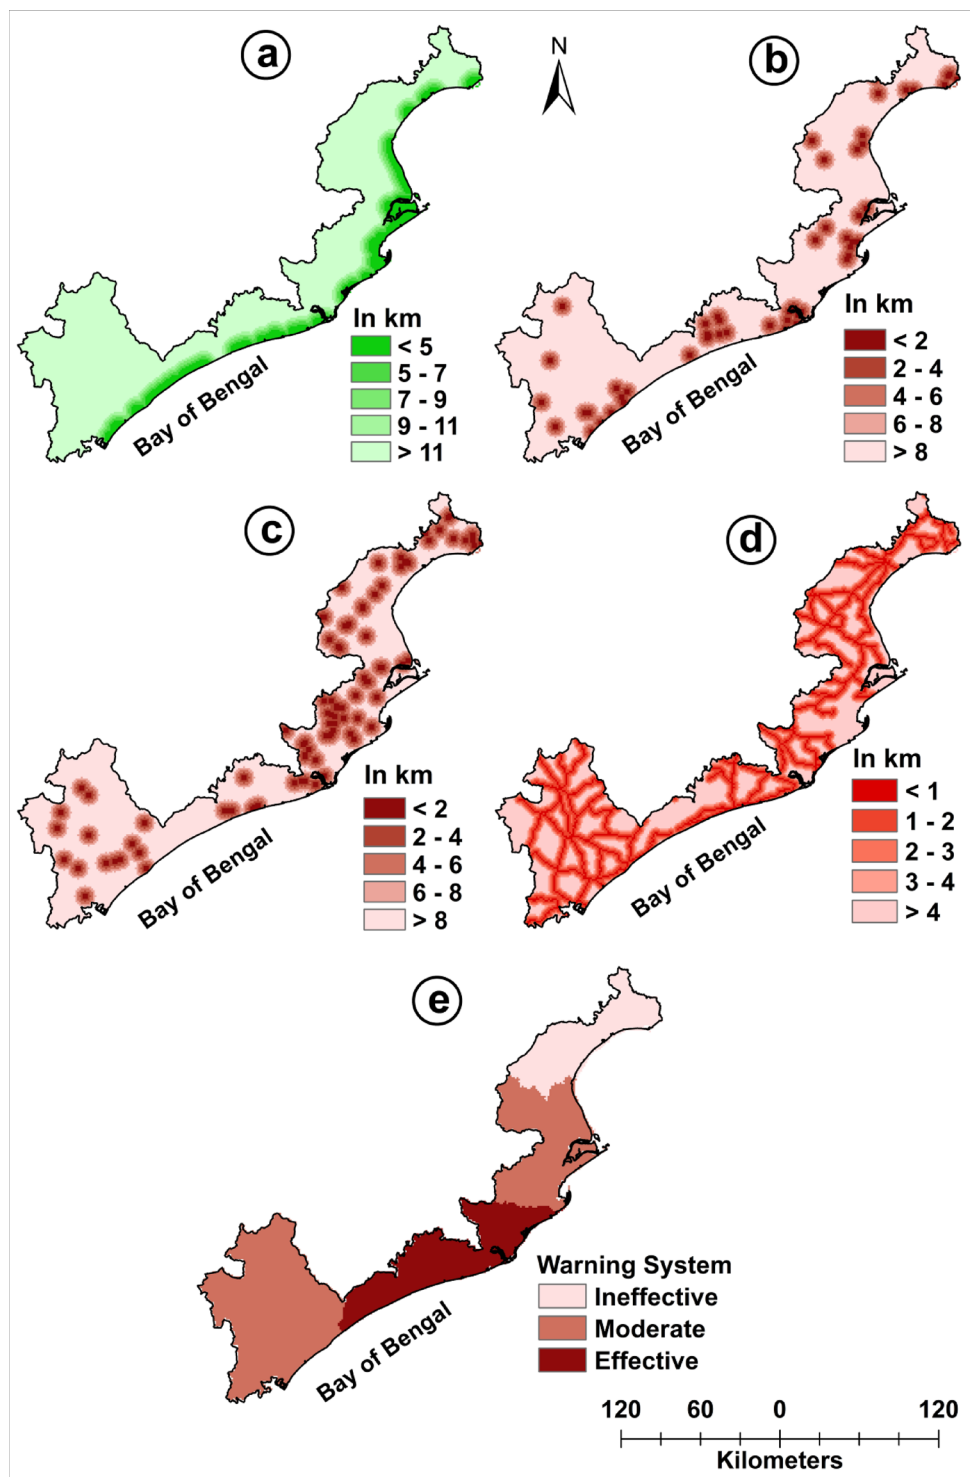 a
N
b
In km
< 5
5 - 7
7 - 9
9 - 11
> 11
Bay of Bengal
In km
< 2
2 - 4
4 - 6
6 - 8
> 8
Bay of Bengal
c
d
In km
< 2
2 - 4
4 - 6
6 - 8
> 8
Bay of Bengal
In km
< 1
1 - 2
2 - 3
3 - 4
> 4
Bay of Bengal
e
Warning System
Ineffective
Moderate
Effective
Bay of Bengal
120 60 0 120
Kilometers